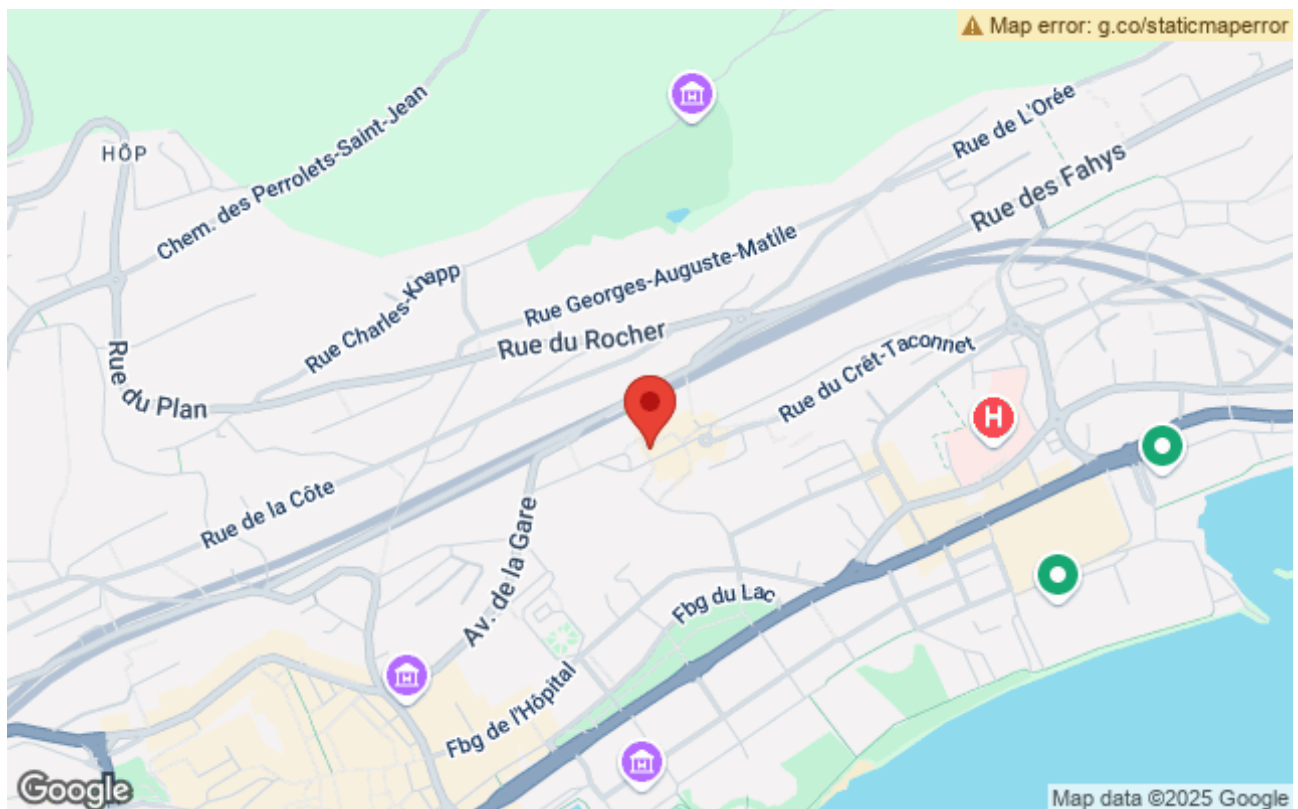 Map error: g.co/staticmaperror
Rue de L'Orée
Chem. des Perrolets-Saint-Jean
HÔP
Rue des Fahys
Rue Georges-Auguste-Matile
Rue Charles-Knapp
Rue du Rocher
Rue du Crêt-Taconnet
Rue du Plan
H
Rue de la Côte
Av. de la Gare
Fbg du Lac
Fbg de l'Hôpital
Google
Map data ©2025 Google